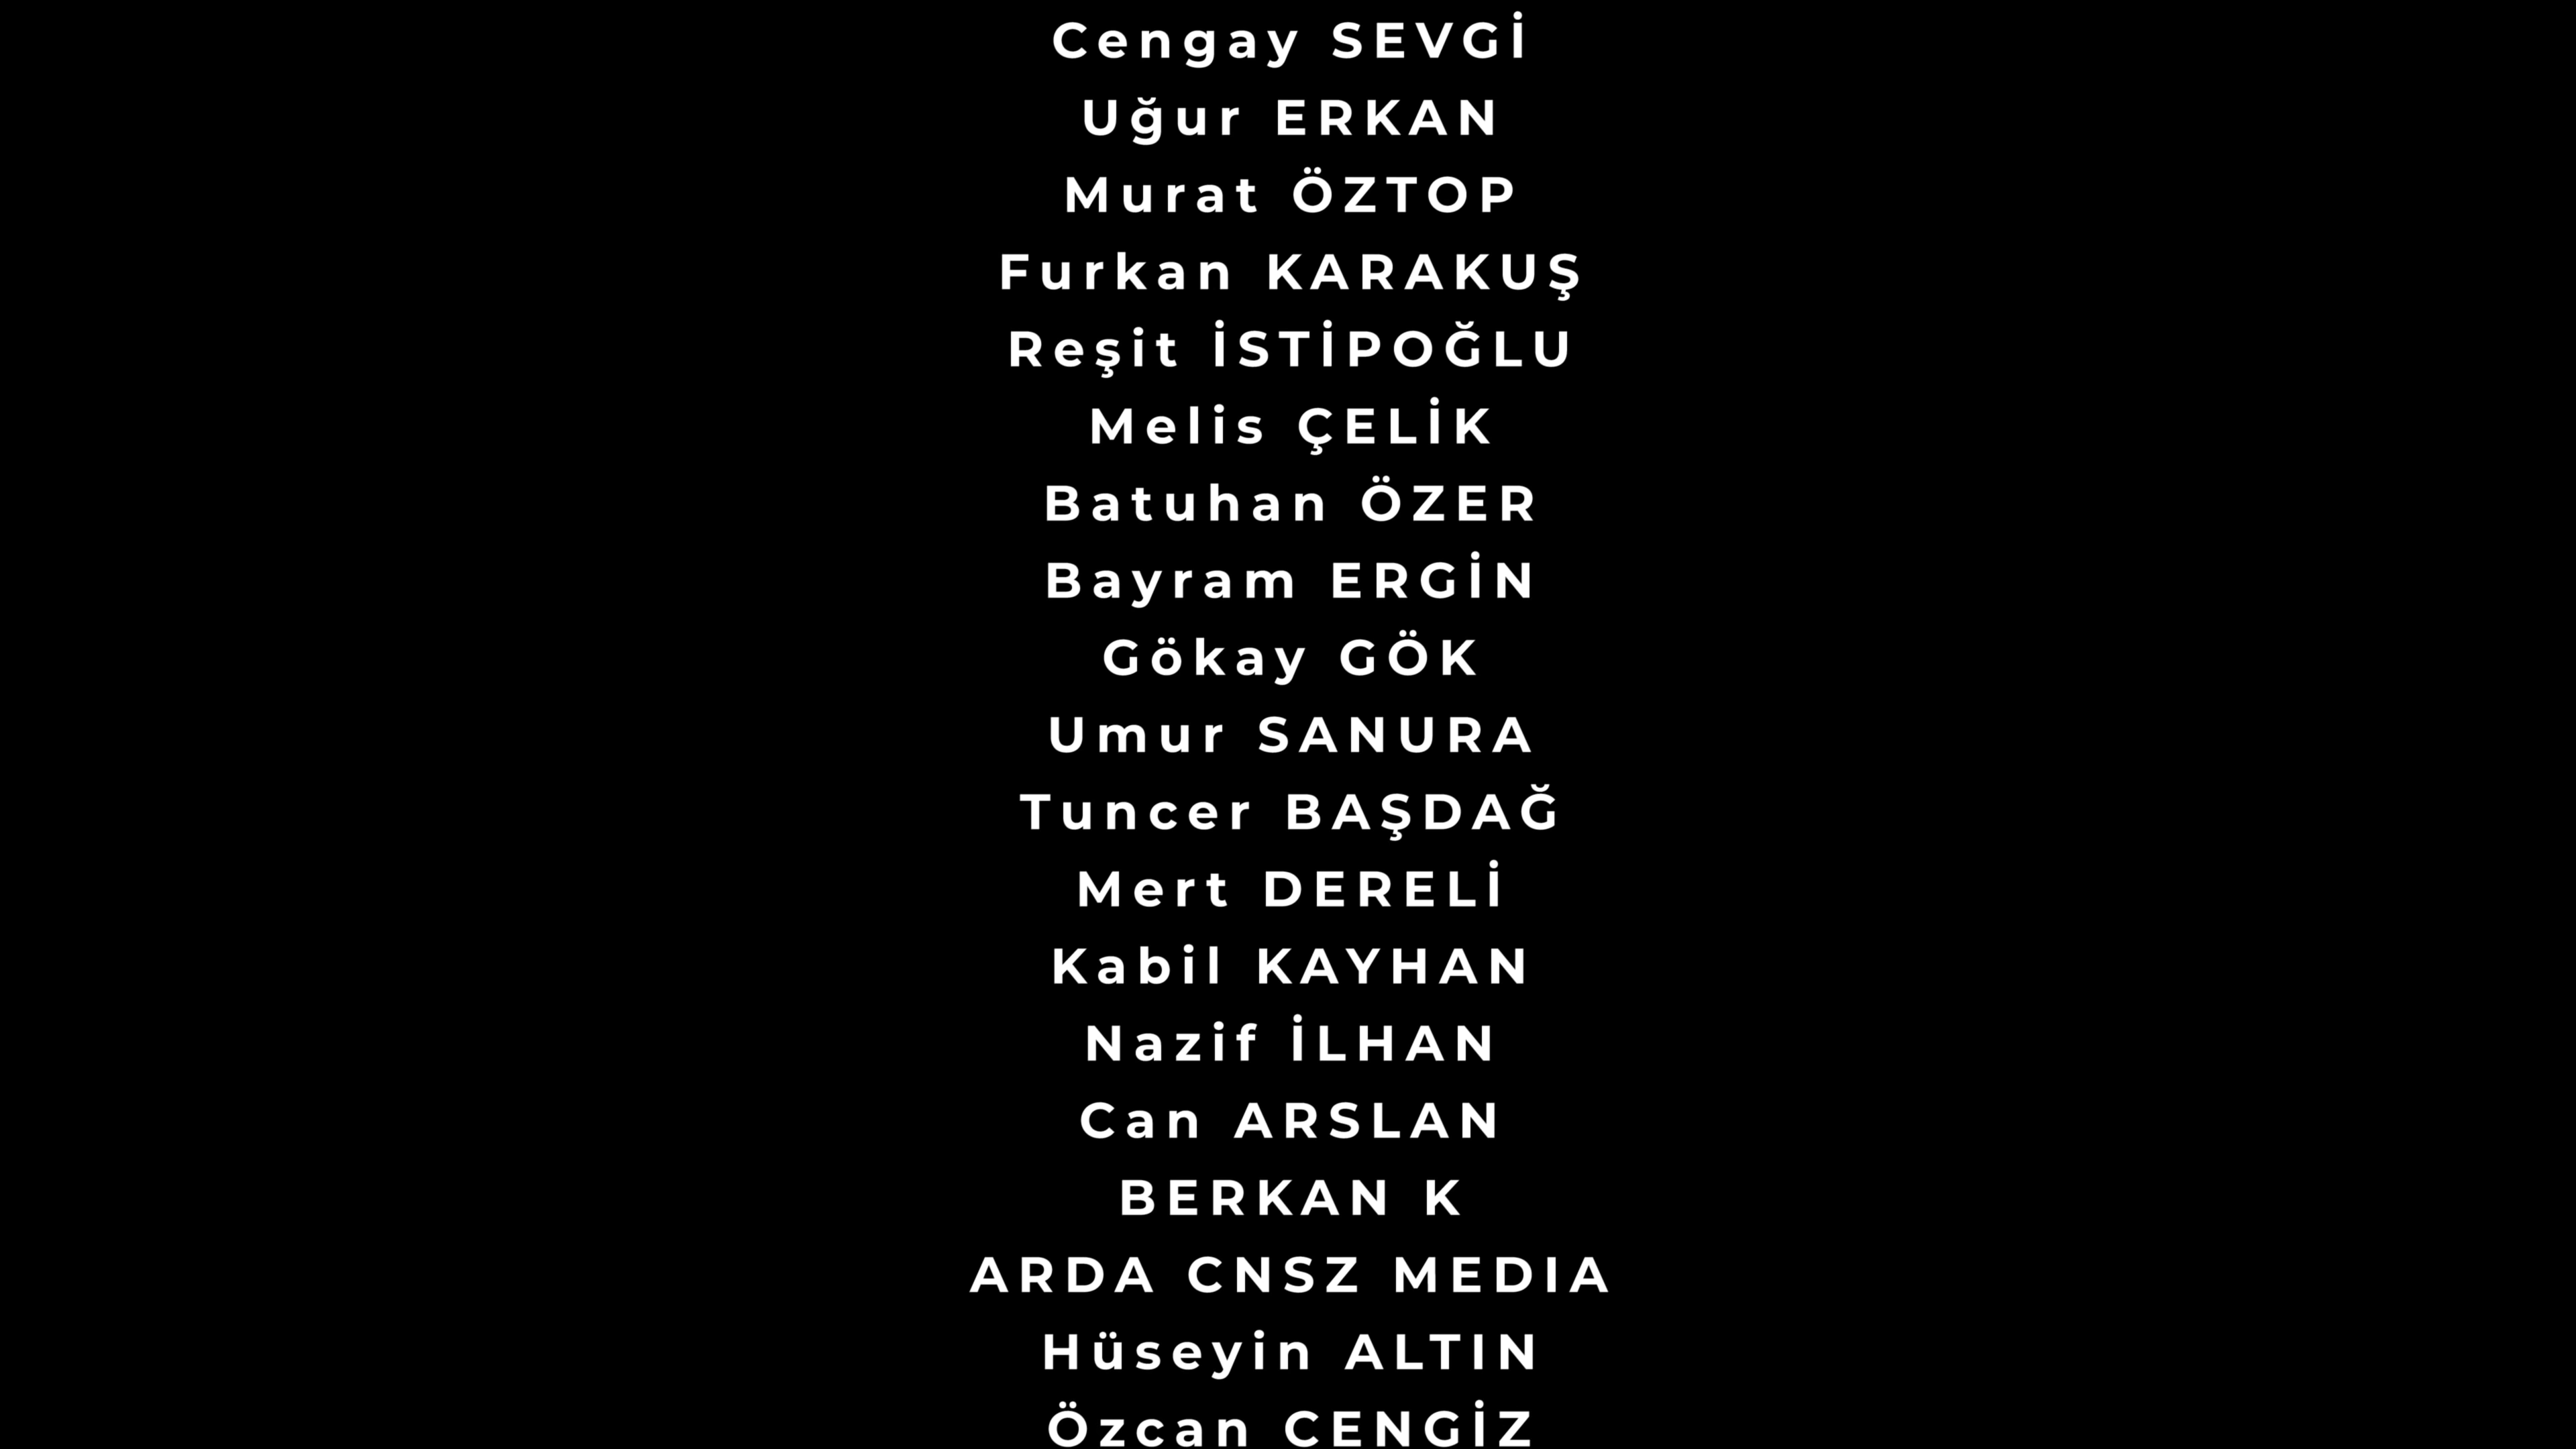 Cengay SEVGİ
Uğur ERKAN
Murat ÖZTOP
Furkan KARAKUŞ
Reşit İSTİPOĞLU
Melis ÇELİK
Batuhan ÖZER
Bayram ERGİN
Gökay GÖK
Umur SANURA
Tuncer BAŞDAĞ
Mert DERELİ
Kabil KAYHAN
Nazif İLHAN
Can ARSLAN
BERKAN K
ARDA CNSZ MEDIA
Hüseyin ALTIN
Özcan CENGİZ